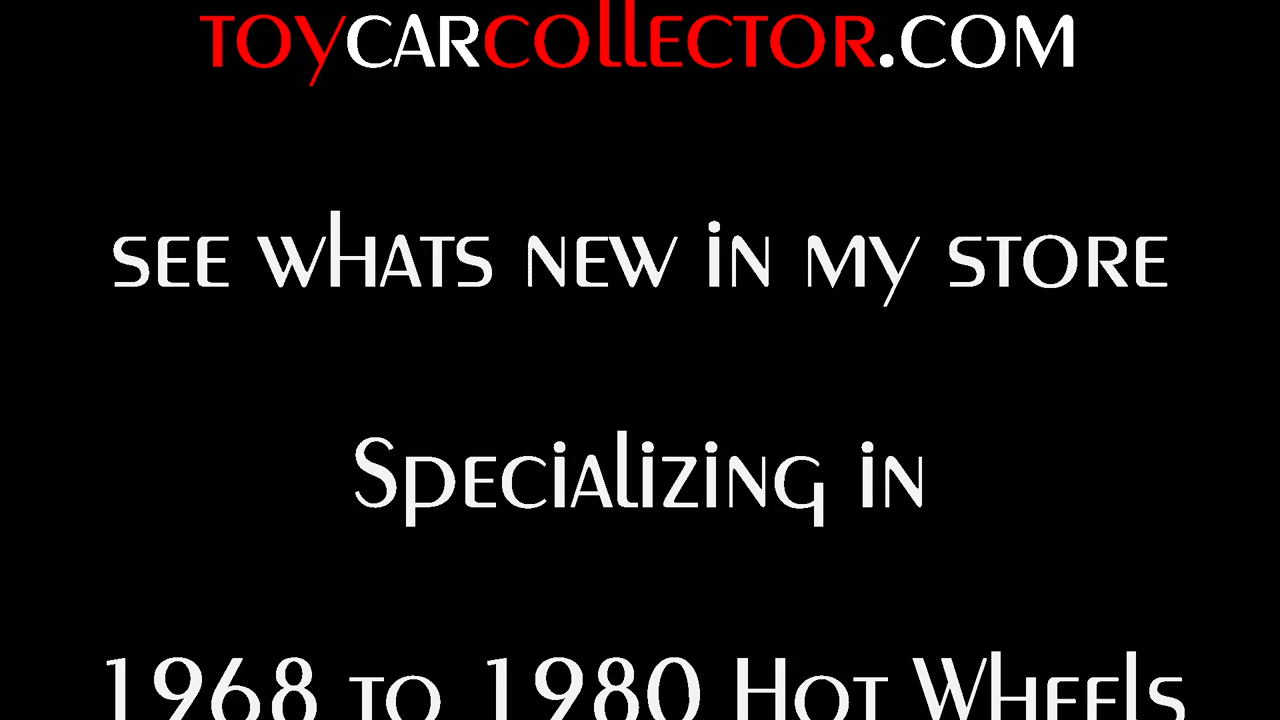 TOYCARCOLLECTOR.COM
SEE WHATS NEW IN MY STORE
SPECIALIZING IN
1968 TO 1980 HOT WHEELS